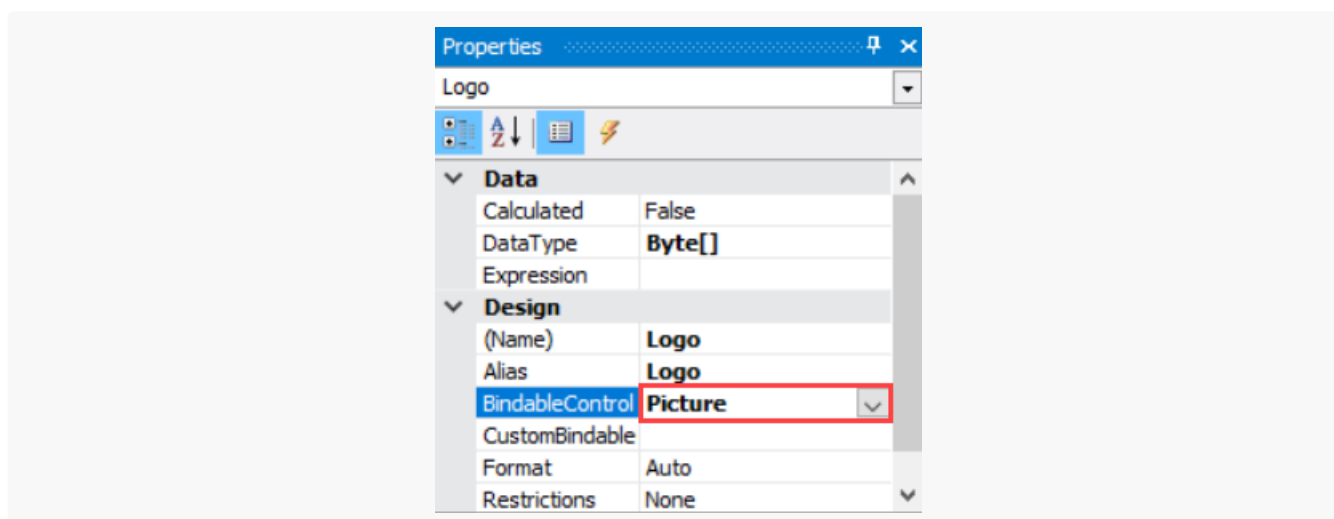 Properties
Logo
Data
Calculated False
DataType Byte[]
Expression
Design
(Name) Logo
Alias Logo
BindableControl Picture
CustomBindable
Format Auto
Restrictions None